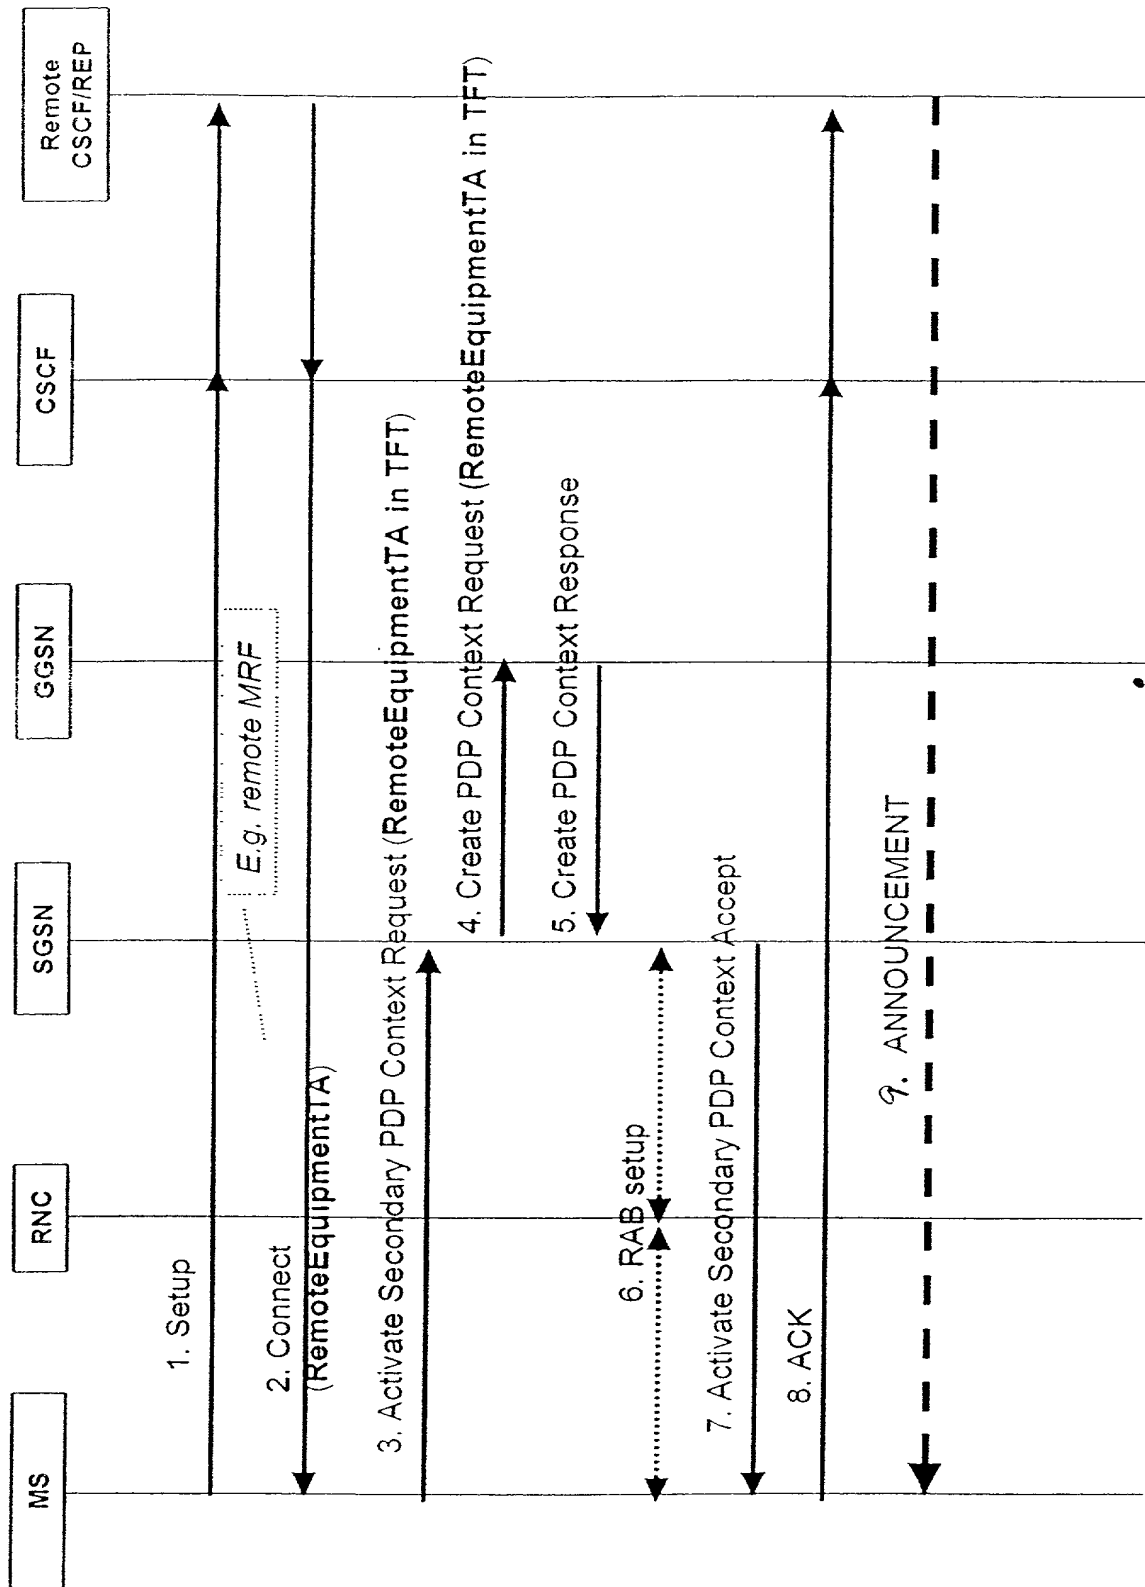 MS
RNC
SGSN
GGSN
CSCF
Remote
CSCF/REP
1. Setup
E.g. remote MRF
2. Connect
(RemoteEquipmentTA)
3. Activate Secondary PDP Context Request (RemoteEquipmentTA in TFT)
4. Create PDP Context Request (RemoteEquipmentTA in TFT)
5. Create PDP Context Response
6. RAB setup
7. Activate Secondary PDP Context Accept
8. ACK
9. ANNOUNCEMENT